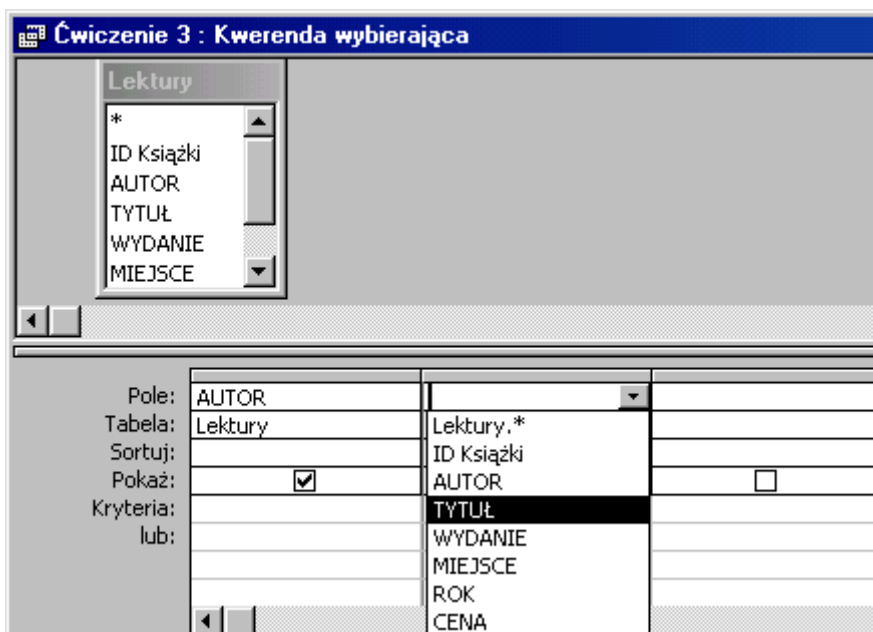 Ćwiczenie 3 : Kwerenda wybierająca
Lektury
*
ID Książki
AUTOR
TYTUŁ
WYDANIE
MIEJSCE
Pole: AUTOR
Tabela: Lektury
Sortuj:
Pokaż:
Kryteria:
lub:
Lektury.*
ID Książki
AUTOR
TYTUŁ
WYDANIE
MIEJSCE
ROK
CENA